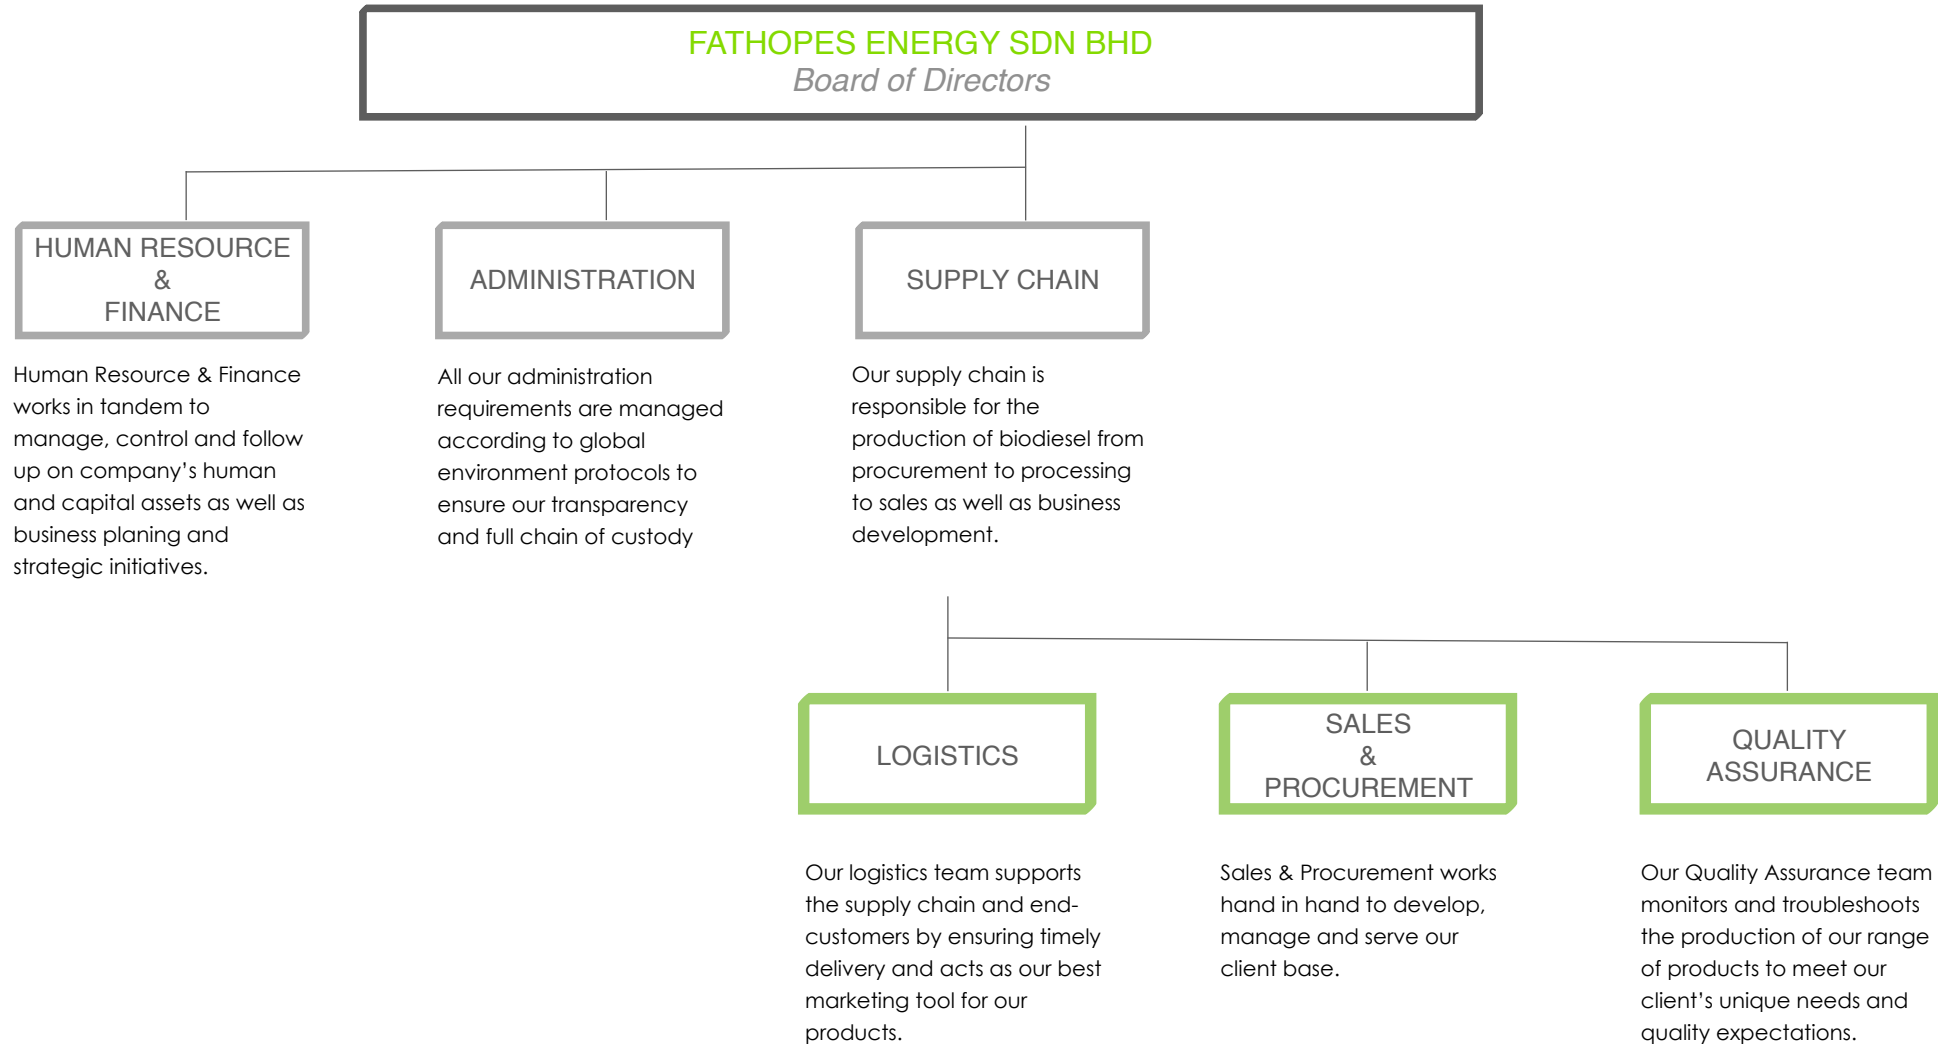 FATHOPES ENERGY SDN BHD
Board of Directors
HUMAN RESOURCE
&
FINANCE
ADMINISTRATION
SUPPLY CHAIN
Human Resource & Finance
works in tandem to
manage, control and follow
up on company’s human
and capital assets as well as
business planing and
strategic initiatives.
All our administration
requirements are managed
according to global
environment protocols to
ensure our transparency
and full chain of custody
Our supply chain is
responsible for the
production of biodiesel from
procurement to processing
to sales as well as business
development.
LOGISTICS
SALES
&
PROCUREMENT
QUALITY
ASSURANCE
Our logistics team supports
the supply chain and end-
customers by ensuring timely
delivery and acts as our best
marketing tool for our
products.
Sales & Procurement works
hand in hand to develop,
manage and serve our
client base.
Our Quality Assurance team
monitors and troubleshoots
the production of our range
of products to meet our
client’s unique needs and
quality expectations.